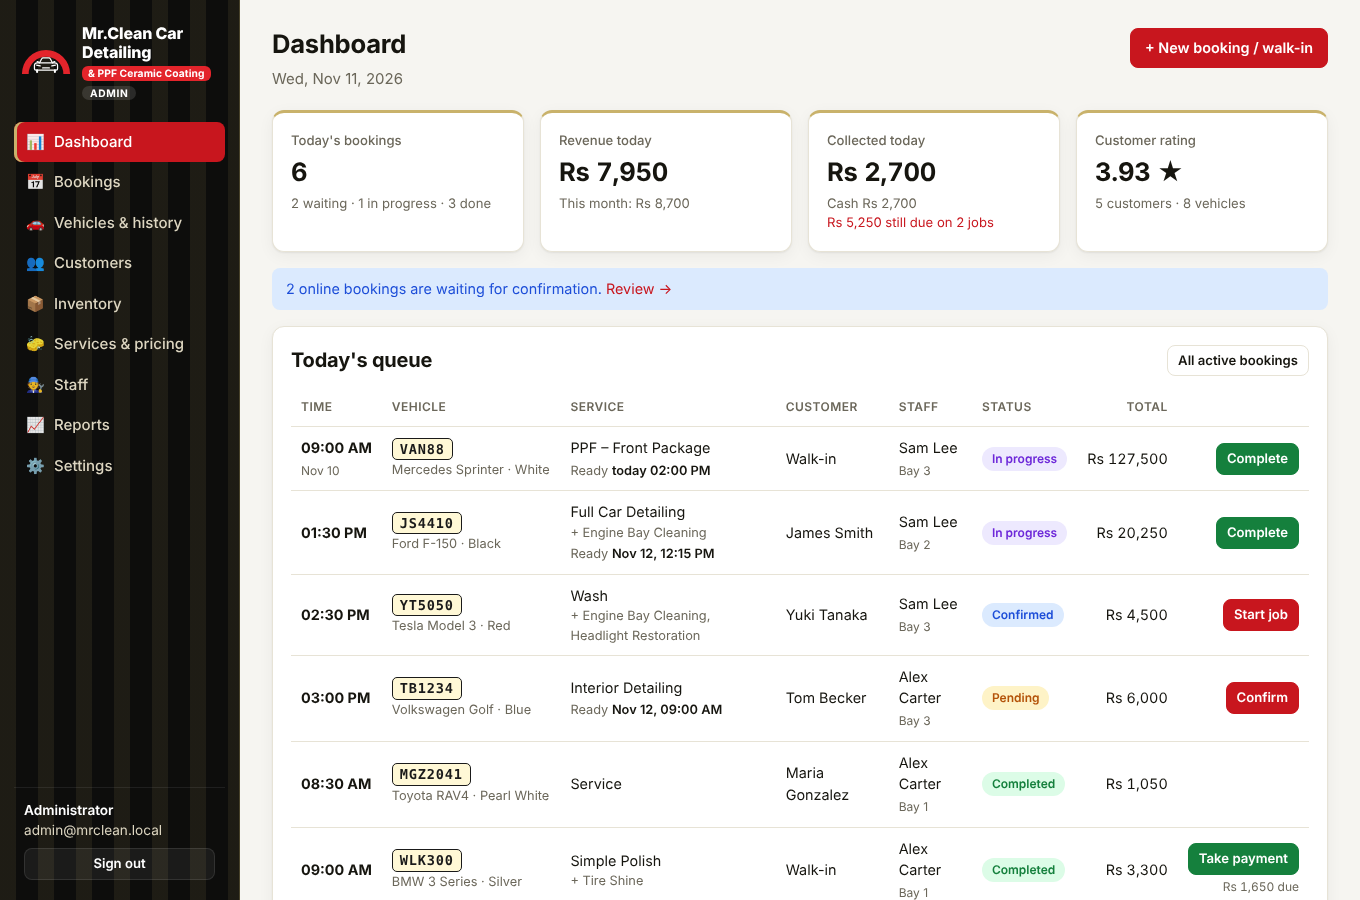 Mr.Clean Car
Detailing
& PPF Ceramic Coating
ADMIN
Dashboard
Bookings
Vehicles & history
Customers
Inventory
Services & pricing
Staff
Reports
Settings
Administrator
admin@mrclean.local
Sign out
Dashboard
Wed, Nov 11, 2026
+ New booking / walk-in
Today's bookings
6
2 waiting · 1 in progress · 3 done
Revenue today
Rs 7,950
This month: Rs 8,700
Collected today
Rs 2,700
Cash Rs 2,700
Rs 5,250 still due on 2 jobs
Customer rating
3.93 ★
5 customers · 8 vehicles
2 online bookings are waiting for confirmation. Review →
Today's queue
All active bookings
TIME VEHICLE SERVICE CUSTOMER STAFF STATUS TOTAL
09:00 AM
Nov 10
VAN88
Mercedes Sprinter · White
PPF – Front Package
Ready today 02:00 PM
Walk-in
Sam Lee
Bay 3
In progress
Rs 127,500
Complete
01:30 PM
JS4410
Ford F-150 · Black
Full Car Detailing
+ Engine Bay Cleaning
Ready Nov 12, 12:15 PM
James Smith
Sam Lee
Bay 2
In progress
Rs 20,250
Complete
02:30 PM
YT5050
Tesla Model 3 · Red
Wash
+ Engine Bay Cleaning,
Headlight Restoration
Yuki Tanaka
Sam Lee
Bay 3
Confirmed
Rs 4,500
Start job
03:00 PM
TB1234
Volkswagen Golf · Blue
Interior Detailing
Ready Nov 12, 09:00 AM
Tom Becker
Alex
Carter
Bay 3
Pending
Rs 6,000
Confirm
08:30 AM
MGZ2041
Toyota RAV4 · Pearl White
Service
Maria
Gonzalez
Alex
Carter
Bay 1
Completed
Rs 1,050
09:00 AM
WLK300
BMW 3 Series · Silver
Simple Polish
+ Tire Shine
Walk-in
Alex
Carter
Bay 1
Completed
Rs 3,300
Take payment
Rs 1,650 due